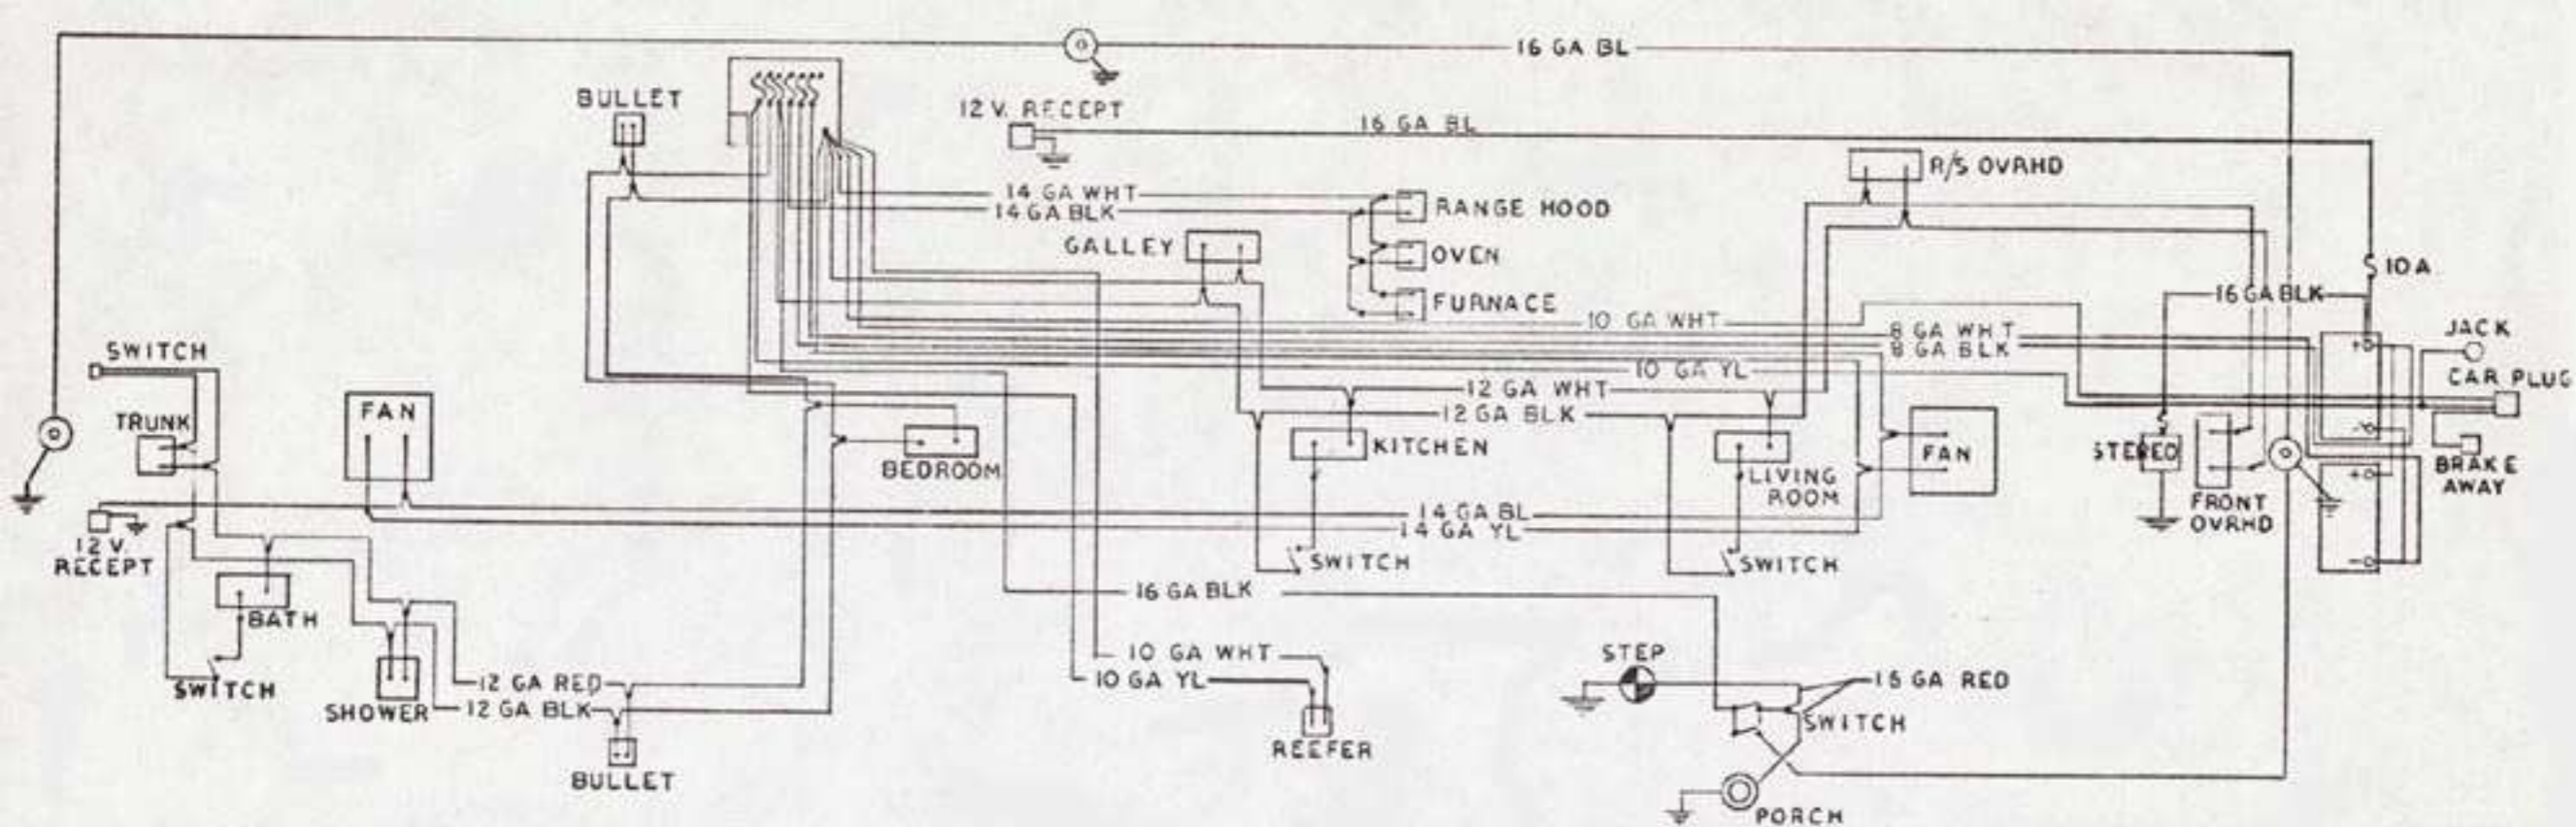 16 GA BL
BULLET
12 V. RECEPT
16 GA BL
R/S OVRHD
14 GA WHT
14 GA BLK
RANGE HOOD
GALLEY
OVEN
10 A
16 GA BLK
FURNACE
10 GA WHT
8 GA WHT
8 GA BLK
JACK
SWITCH
10 GA YL
CAR PLUG
12 GA WHT
12 GA BLK
TRUNK
FAN
KITCHEN
BEDROOM
LIVING
ROOM
FAN
STEREO
FRONT
OVRHD
BRAKE
AWAY
14 GA BL
14 GA YL
12 V.
RECEPT
SWITCH
SWITCH
16 GA BLK
BATH
10 GA WHT
10 GA YL
STEP
16 GA RED
SWITCH
SHOWER
12 GA RED
12 GA BLK
SWITCH
REEFER
BULLET
PORCH